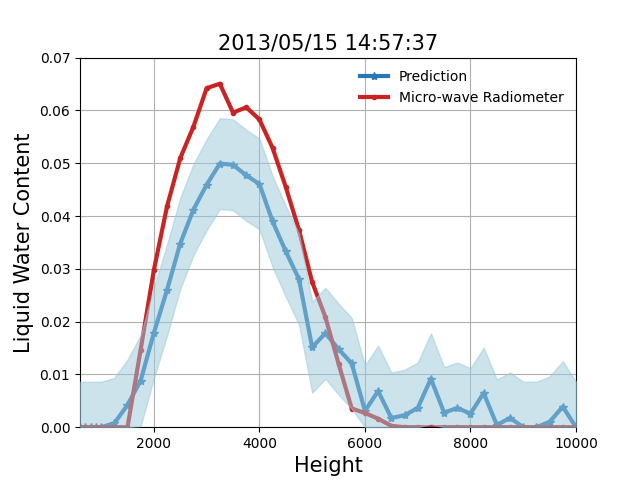 2013/05/15 14:57:37
0.07
0.06
0.05
0.04
0.03
0.02
0.01
0.00
Liquid Water Content
Prediction
Micro-wave Radiometer
2000 4000 6000 8000 10000
Height